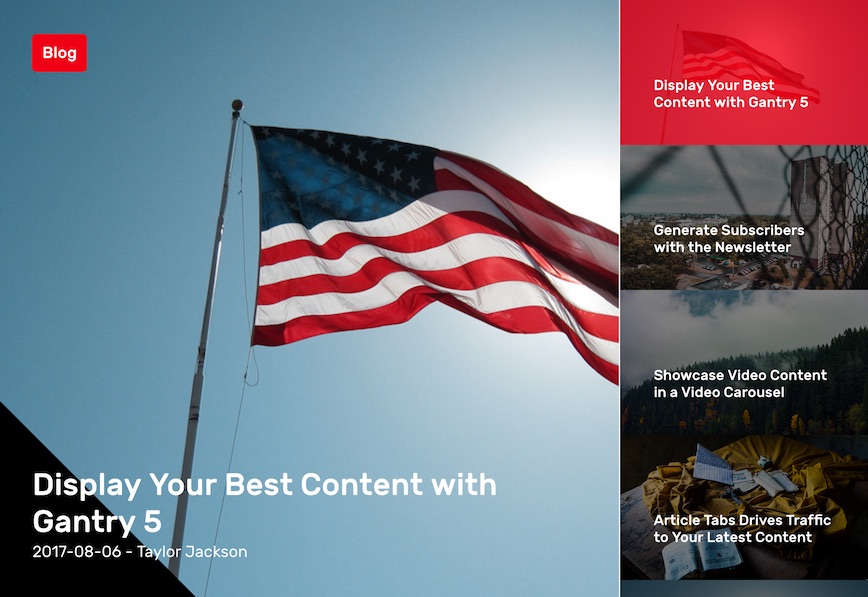 Blog
Display Your Best Content with
Gantry 5
2017-08-06 - Taylor Jackson
Display Your Best
Content with Gantry 5
Generate Subscribers
with the Newsletter
Showcase Video Content
in a Video Carousel
Article Tabs Drives Traffic
to Your Latest Content